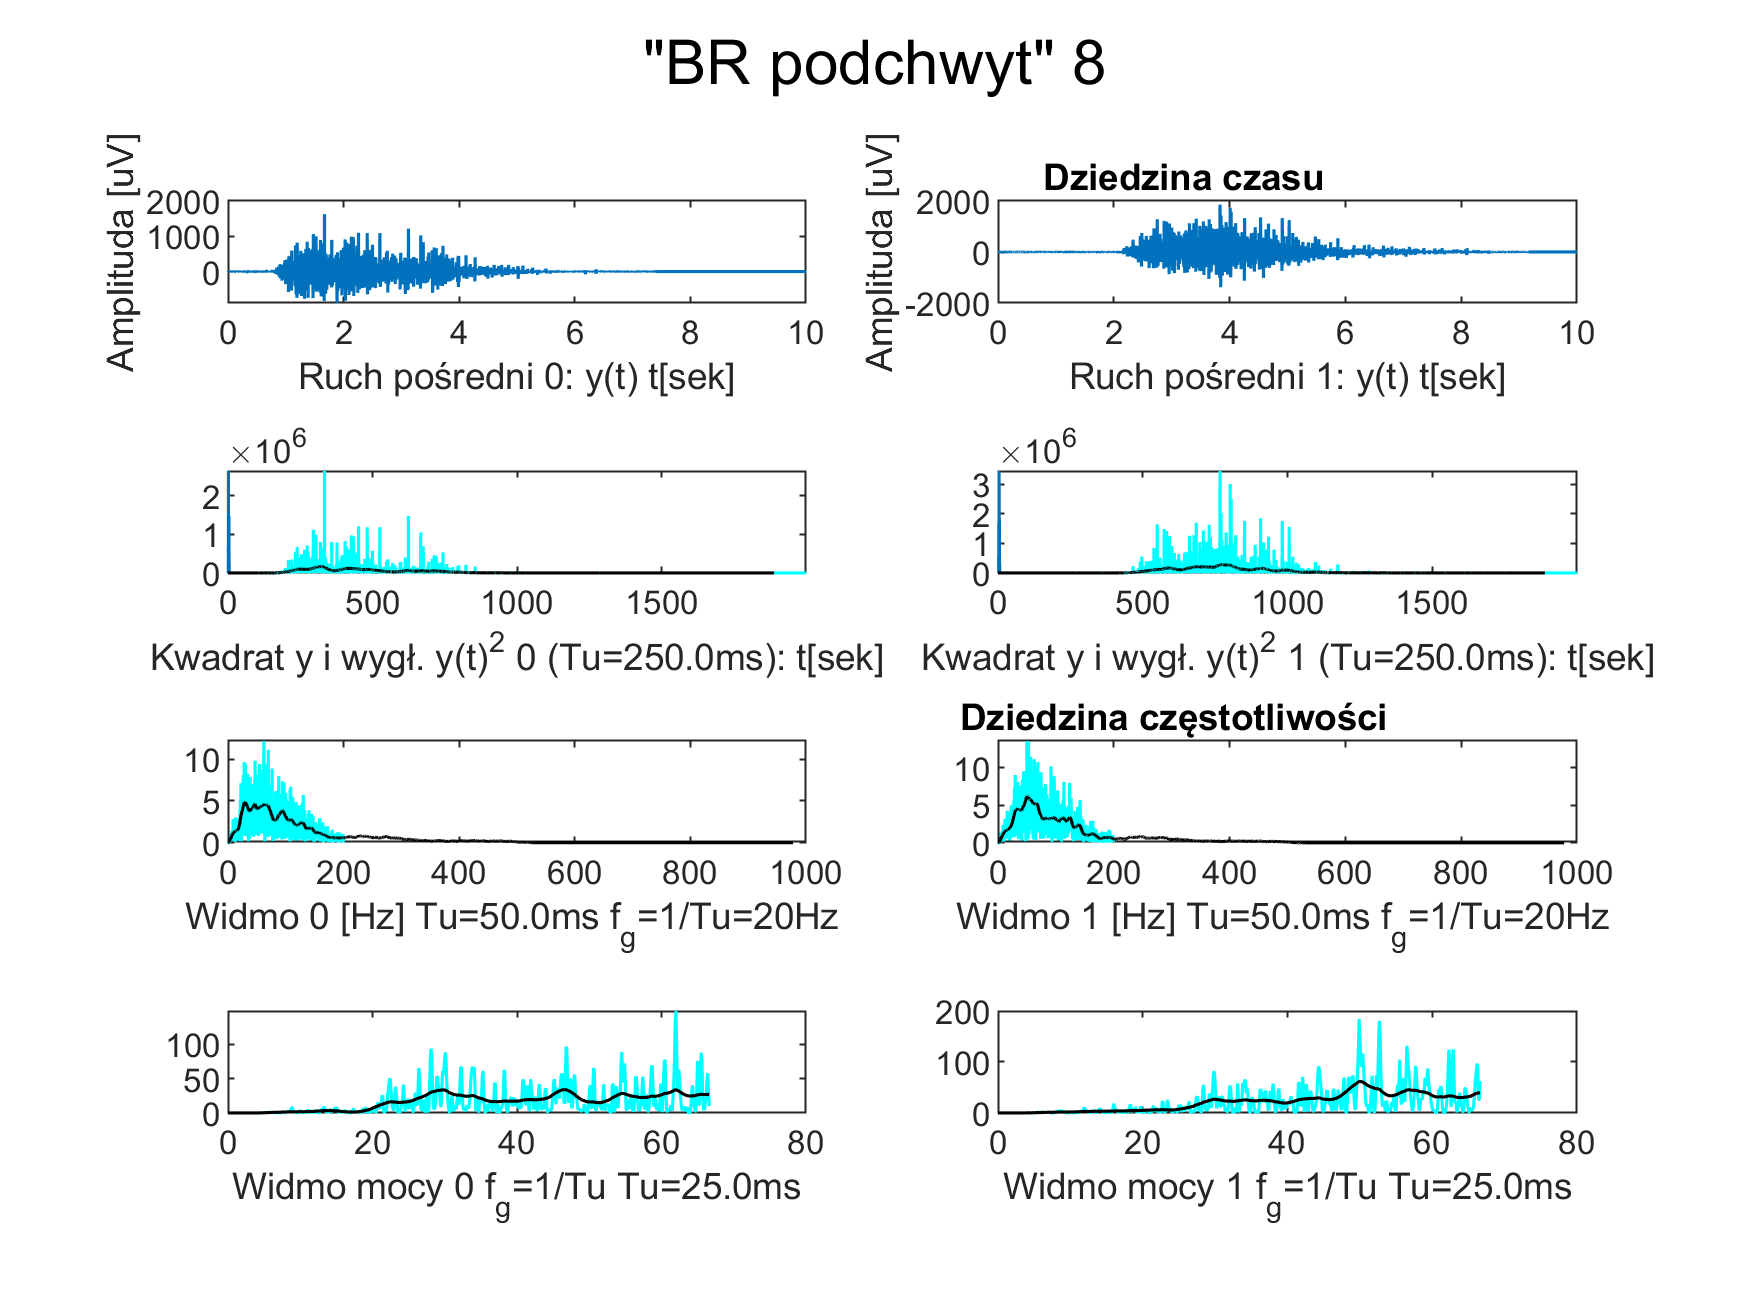 "BR podchwyt" 8
Amplituda [uV]
2000
1000
0
0 2 4 6 8 10
Ruch pośredni 0: y(t) t[sek]
Dziedzina czasu
Amplituda [uV]
2000
0
-2000
0 2 4 6 8 10
Ruch pośredni 1: y(t) t[sek]
×10^6
2
1
0
0 500 1000 1500
Kwadrat y i wygł. y(t)^2 0 (Tu=250.0ms): t[sek]
×10^6
3
2
1
0
0 500 1000 1500
Kwadrat y i wygł. y(t)^2 1 (Tu=250.0ms): t[sek]
10
5
0
0 200 400 600 800 1000
Widmo 0 [Hz] Tu=50.0ms f_g=1/Tu=20Hz
Dziedzina częstotliwości
10
5
0
0 200 400 600 800 1000
Widmo 1 [Hz] Tu=50.0ms f_g=1/Tu=20Hz
100
50
0
0 20 40 60 80
Widmo mocy 0 f_g=1/Tu Tu=25.0ms
200
100
0
0 20 40 60 80
Widmo mocy 1 f_g=1/Tu Tu=25.0ms